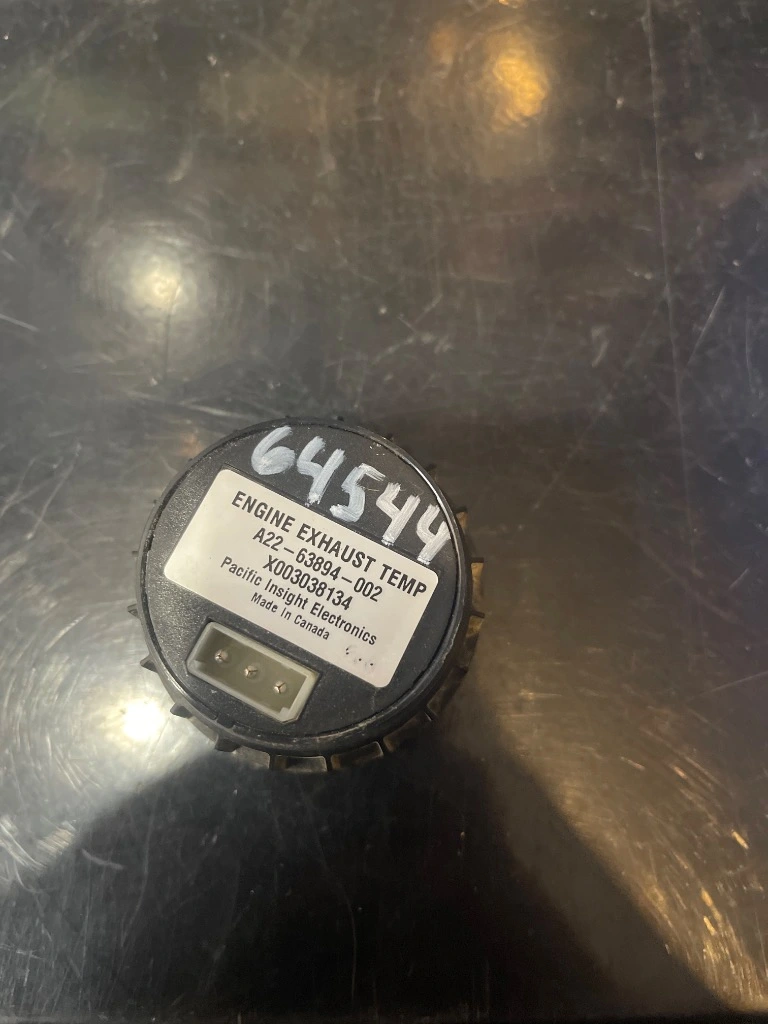 64544
ENGINE EXHAUST TEMP
A22-63894-002
X003038134
Pacific Insight Electronics
Made in Canada